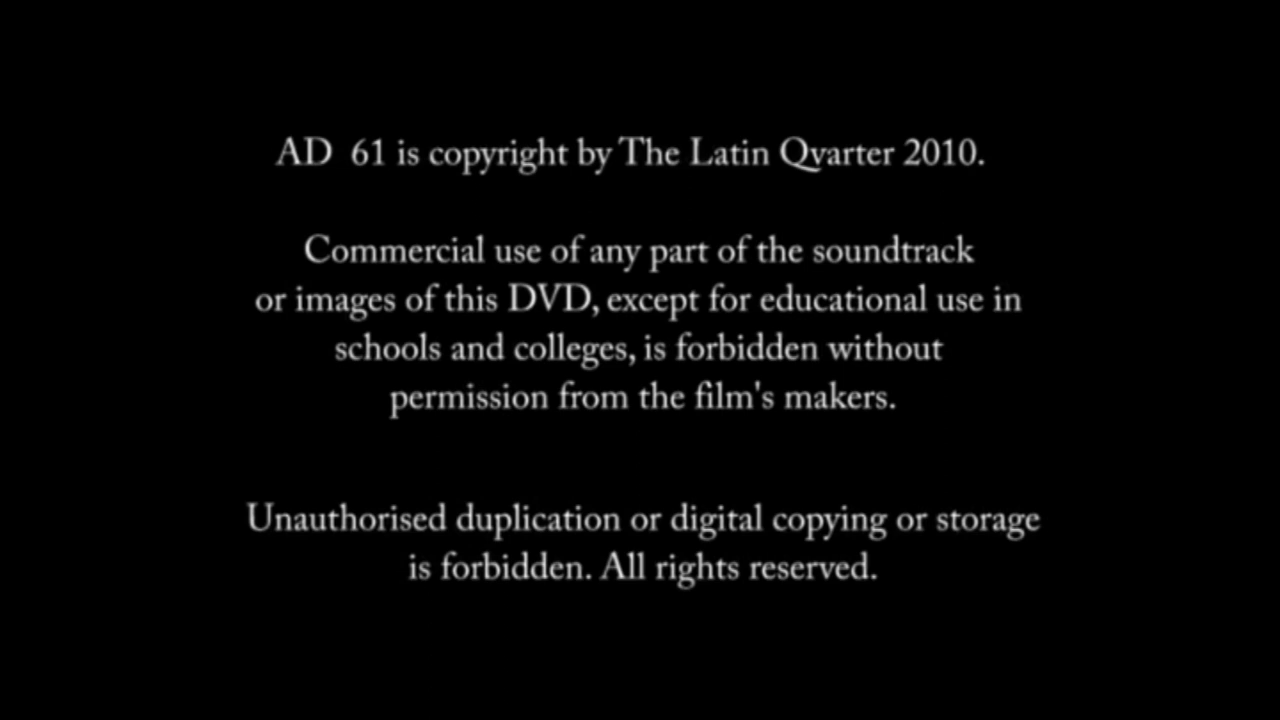 AD  61 is copyright by The Latin Qvarter 2010.
Commercial use of any part of the soundtrack
or images of this DVD, except for educational use in
schools and colleges, is forbidden without
permission from the film's makers.
Unauthorised duplication or digital copying or storage
is forbidden. All rights reserved.